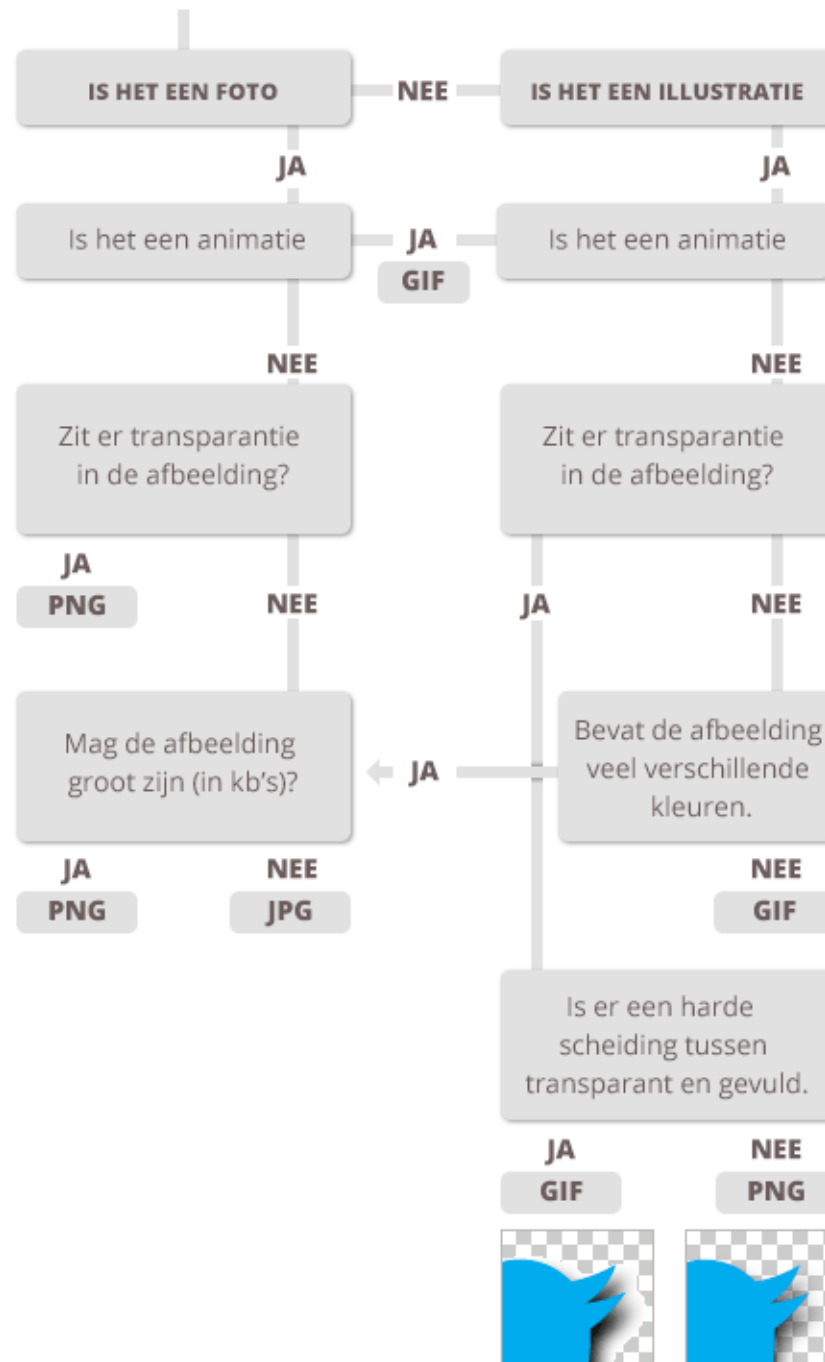 IS HET EEN FOTO
NEE
IS HET EEN ILLUSTRATIE
JA
JA
Is het een animatie
JA
GIF
Is het een animatie
NEE
NEE
Zit er transparantie
in de afbeelding?
Zit er transparantie
in de afbeelding?
JA
PNG
NEE
JA
NEE
Mag de afbeelding
groot zijn (in kb's)?
JA
Bevat de afbeelding
veel verschillende
kleuren.
JA
PNG
NEE
JPG
NEE
GIF
Is er een harde
scheiding tussen
transparant en gevuld.
JA
GIF
NEE
PNG